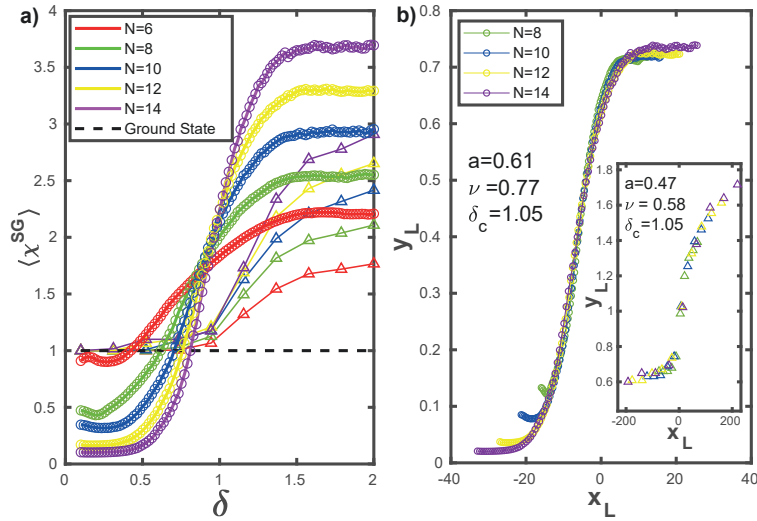 a)
N=6
N=8
N=10
N=12
N=14
Ground State
⟨χ^SG⟩
4
3.5
3
2.5
2
1.5
1
0.5
0
0
0.5
1
1.5
2
δ
b)
N=8
N=10
N=12
N=14
a=0.61
ν=0.77
δ_c=1.05
y_L
0.8
0.7
0.6
0.5
0.4
0.3
0.2
0.1
0
-40
-20
0
20
40
x_L
a=0.47
ν = 0.58
δ_c=1.05
y_L
1.8
1.6
1.4
1.2
1
0.8
0.6
-200
0
200
x_L